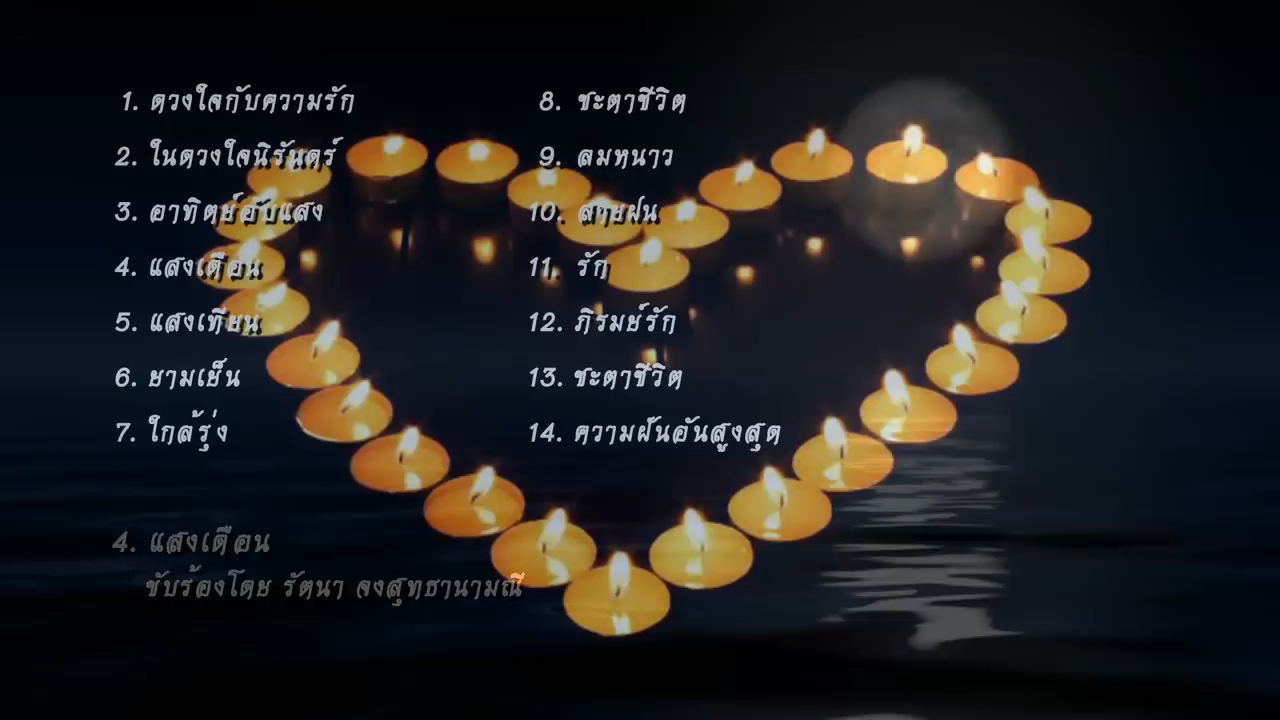 1. ดวงใจกับความรัก
2. ในดวงใจนิรันดร์
3. อาทิตย์อับแสง
4. แสงเดือน
5. แสงเทียน
6. ยามเย็น
7. ใกล้รุ่ง
8. ชะตาชีวิต
9. ลมหนาว
10. สายฝน
11. รัก
12. ภิรมย์รัก
13. ชะตาชีวิต
14. ความฝันอันสูงสุด
4. แสงเดือน
ขับร้องโดย รัตนา จงสุทธานามณี